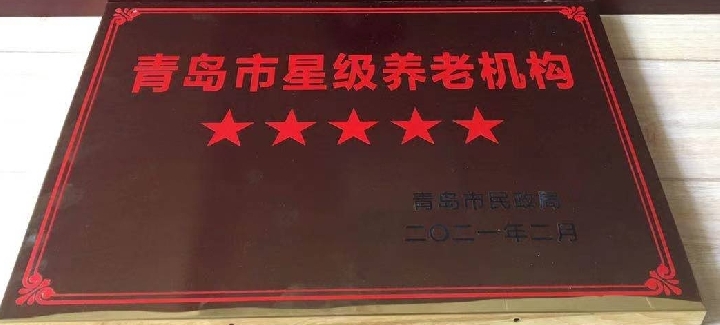 青岛市星级养老机构
★★★★★
青岛市民政局
二〇二一年二月